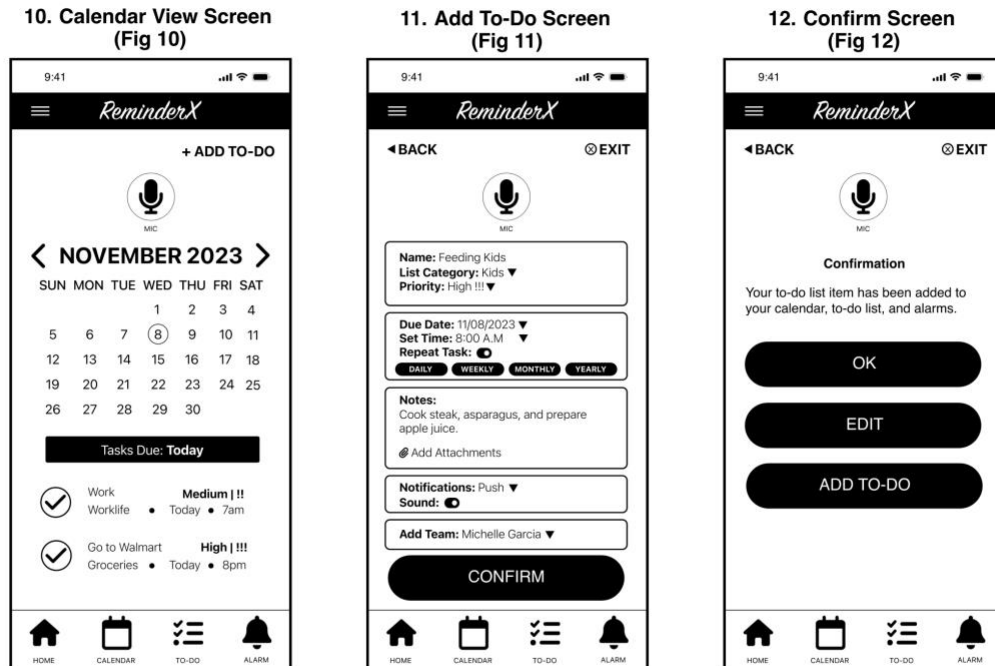 10. Calendar View Screen
(Fig 10)
9:41
ReminderX
+ ADD TO-DO
MIC
NOVEMBER 2023
SUN MON TUE WED THU FRI SAT
1 2 3 4
5 6 7 8 9 10 11
12 13 14 15 16 17 18
19 20 21 22 23 24 25
26 27 28 29 30
Tasks Due: Today
Work Medium | !!
Worklife • Today • 7am
Go to Walmart High | !!!
Groceries • Today • 8pm
HOME CALENDAR TO-DO ALARM
11. Add To-Do Screen
(Fig 11)
9:41
ReminderX
◀BACK ⊗EXIT
MIC
Name: Feeding Kids
List Category: Kids ▼
Priority: High !!! ▼
Due Date: 11/08/2023 ▼
Set Time: 8:00 A.M ▼
Repeat Task:
DAILY WEEKLY MONTHLY YEARLY
Notes:
Cook steak, asparagus, and prepare
apple juice.
Add Attachments
Notifications: Push ▼
Sound:
Add Team: Michelle Garcia ▼
CONFIRM
HOME CALENDAR TO-DO ALARM
12. Confirm Screen
(Fig 12)
9:41
ReminderX
◀BACK ⊗EXIT
MIC
Confirmation
Your to-do list item has been added to
your calendar, to-do list, and alarms.
OK
EDIT
ADD TO-DO
HOME CALENDAR TO-DO ALARM